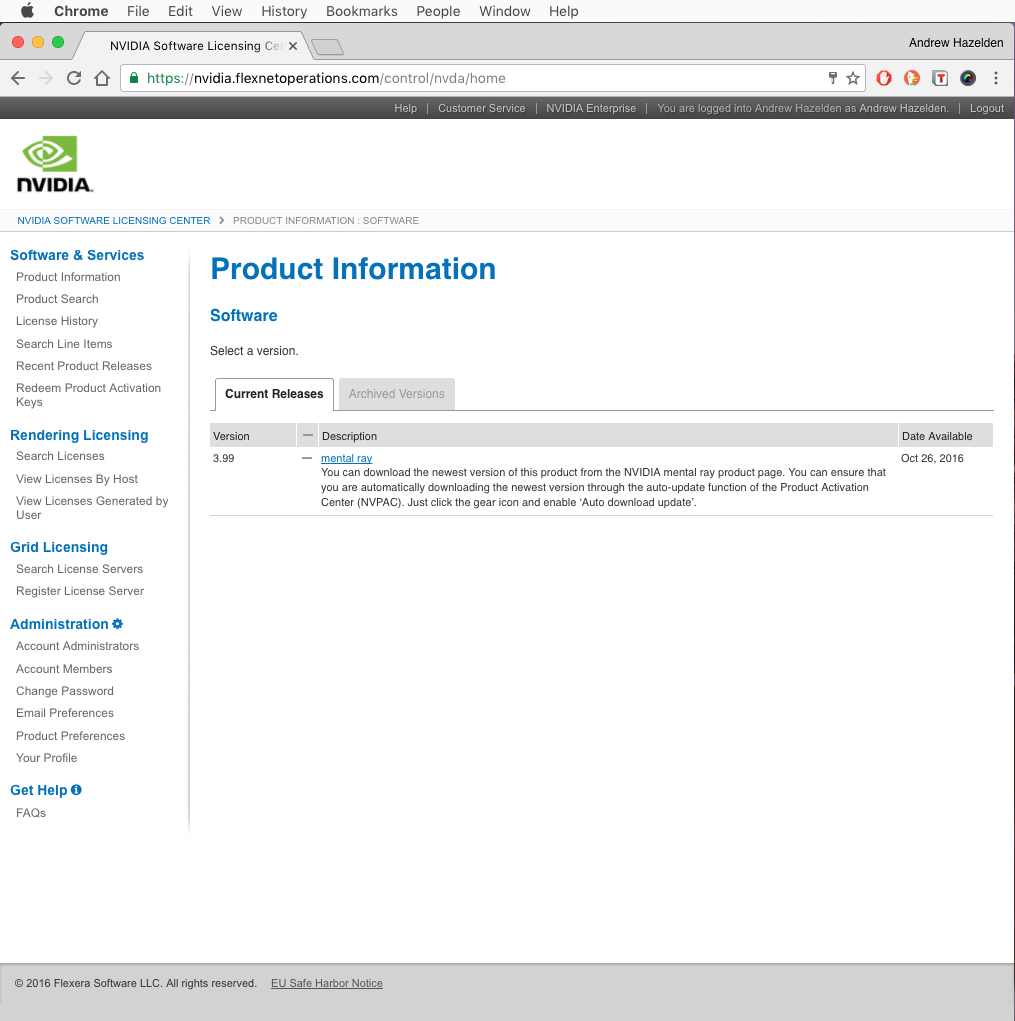 Chrome File Edit View History Bookmarks People Window Help
NVIDIA Software Licensing Cer
Andrew Hazelden
https://nvidia.flexnetoperations.com/control/nvda/home
Help | Customer Service | NVIDIA Enterprise | You are logged into Andrew Hazelden as Andrew Hazelden. | Logout
NVIDIA.
NVIDIA SOFTWARE LICENSING CENTER > PRODUCT INFORMATION : SOFTWARE
Software & Services
Product Information
Product Search
License History
Search Line Items
Recent Product Releases
Redeem Product Activation
Keys
Rendering Licensing
Search Licenses
View Licenses By Host
View Licenses Generated by
User
Grid Licensing
Search License Servers
Register License Server
Administration
Account Administrators
Account Members
Change Password
Email Preferences
Product Preferences
Your Profile
Get Help
FAQs
Product Information
Software
Select a version.
Current Releases Archived Versions
Version — Description Date Available
3.99 — mental ray Oct 26, 2016
You can download the newest version of this product from the NVIDIA mental ray product page. You can ensure that
you are automatically downloading the newest version through the auto-update function of the Product Activation
Center (NVPAC). Just click the gear icon and enable ‘Auto download update’.
© 2016 Flexera Software LLC. All rights reserved. EU Safe Harbor Notice